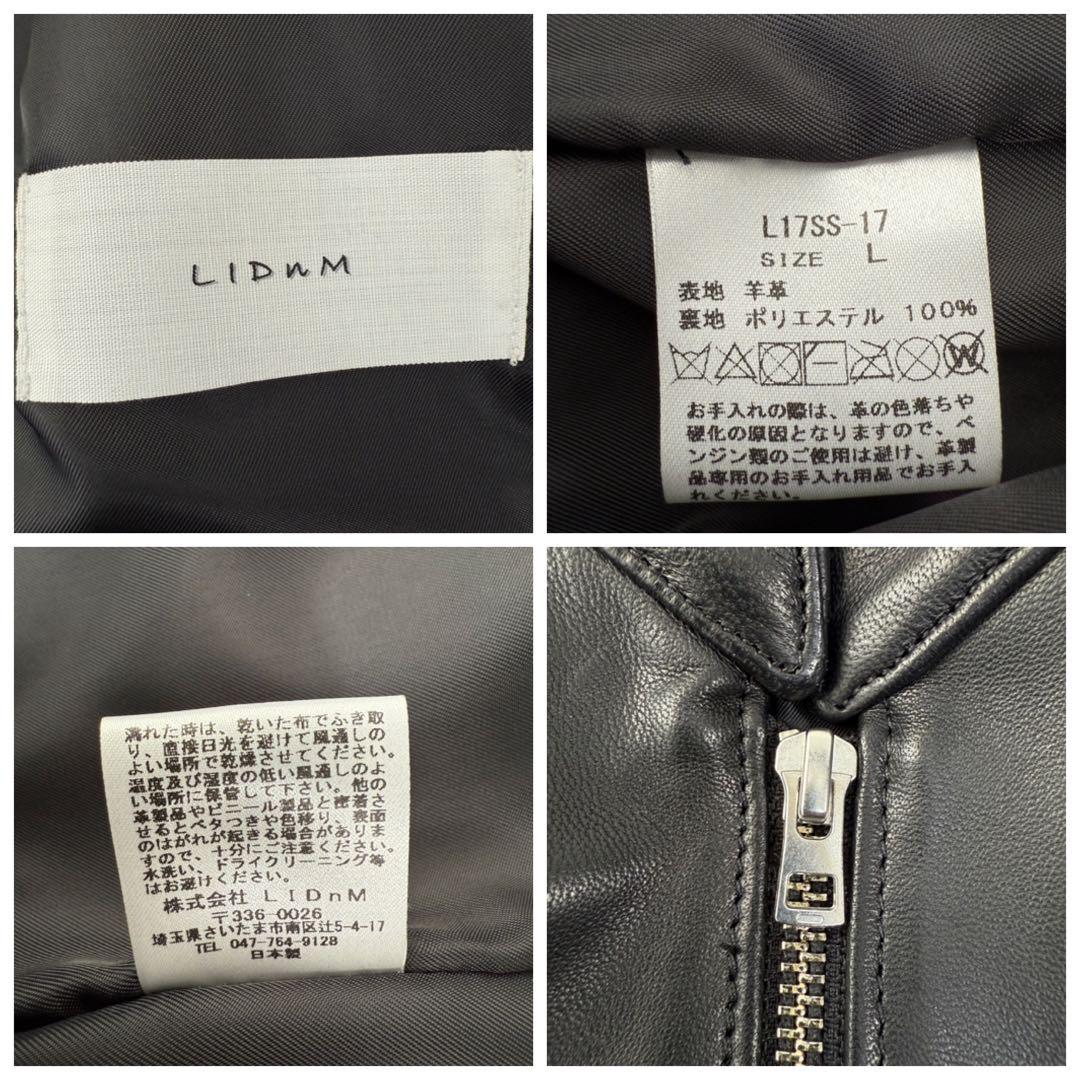 LIDnM
L17SS-17
SIZE L
表地 羊革
裏地 ポリエステル 100%
W
お手入れの際は、革の色落ちや
硬化の原因となりますので、ベ
ンジン類のご使用は避け、革製
品専用のお手入れ用品でお手入
れください。
濡れた時は、乾いた布でふき取
り、直接日光を避けて風通しの
よい場所で乾燥させてください。
温度及び湿度の低い風通しのよ
い場所に保管して下さい。他の
革製品やビニール製品と密着さ
せるとベタつきや色移り、表面
のはがれが起きる場合がありま
すので、十分にご注意ください。
水洗い、ドライクリーニング等
はお避けください。
株式会社 LIDnM
〒336-0026
埼玉県さいたま市南区辻5-4-17
TEL 047-764-9128
日本製